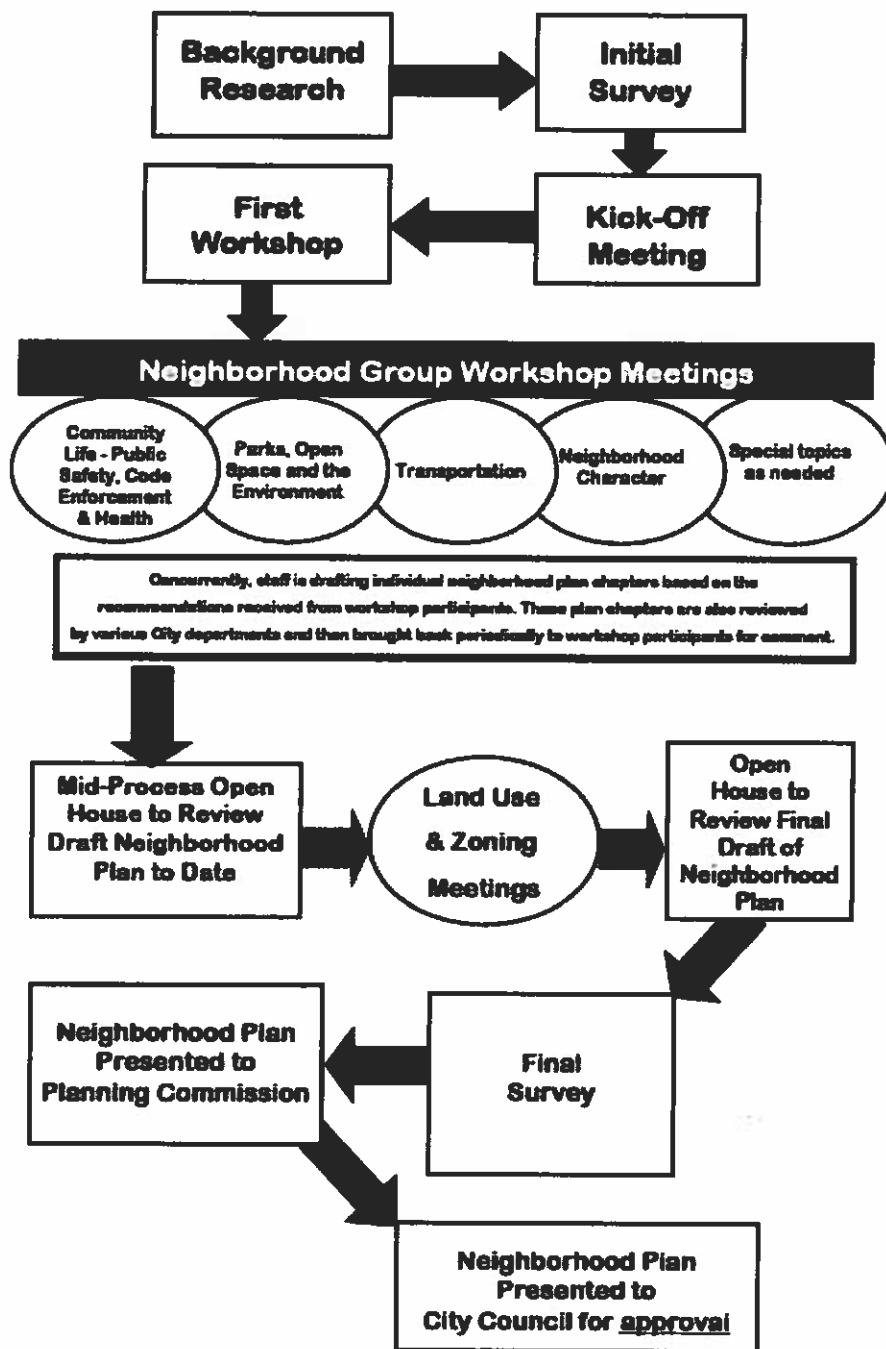 Background
Research
Initial
Survey
First
Workshop
Kick-Off
Meeting
Neighborhood Group Workshop Meetings
Community
Life - Public
Safety, Code
Enforcement
& Health
Parks, Open
Space and the
Environment
Transportation
Neighborhood
Character
Special topics
as needed
Concurrently, staff is drafting individual neighborhood plan chapters based on the
recommendations received from workshop participants. These plan chapters are also reviewed
by various City departments and then brought back periodically to workshop participants for comment.
Mid-Process Open
House to Review
Draft Neighborhood
Plan to Date
Land Use
& Zoning
Meetings
Open
House to
Review Final
Draft of
Neighborhood
Plan
Neighborhood Plan
Presented to
Planning Commission
Final
Survey
Neighborhood Plan
Presented to
City Council for approval